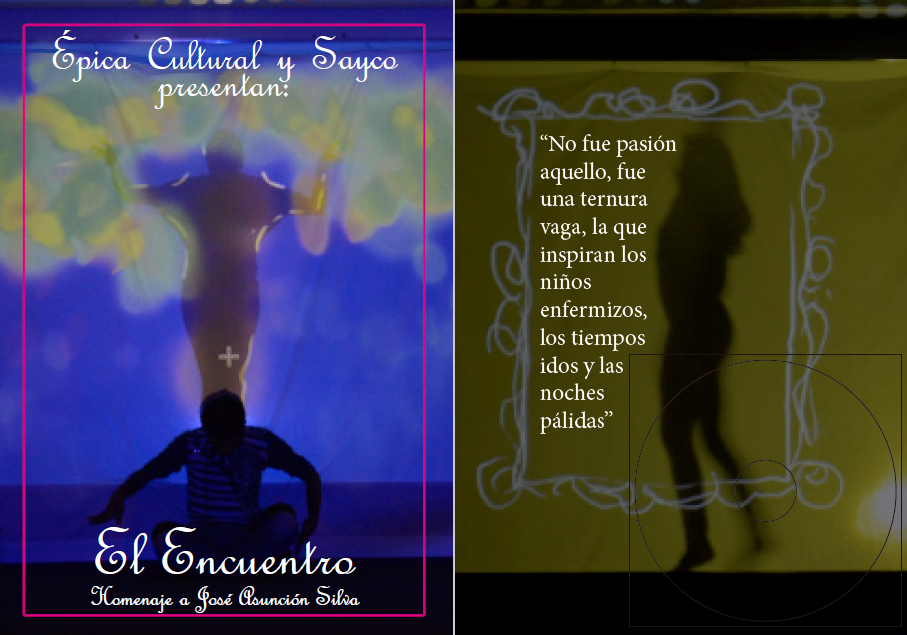 Épica Cultural y Sayco
presentan:
El Encuentro
Homenaje a José Asunción Silva
“No fue pasión
aquello, fue
una ternura
vaga, la que
inspiran los
niños
enfermizos,
los tiempos
idos y las
noches
pálidas”